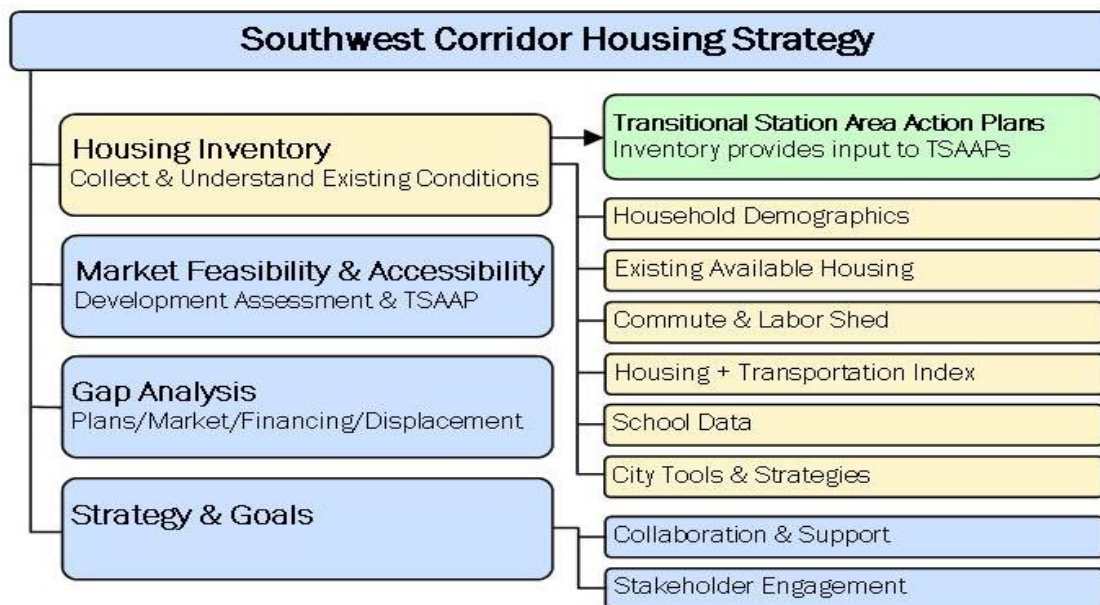 Southwest Corridor Housing Strategy
Housing Inventory
Collect & Understand Existing Conditions
Transitional Station Area Action Plans
Inventory provides input to TSAAPs
Household Demographics
Existing Available Housing
Commute & Labor Shed
Housing + Transportation Index
School Data
City Tools & Strategies
Market Feasibility & Accessibility
Development Assessment & TSAAP
Gap Analysis
Plans/Market/Financing/Displacement
Strategy & Goals
Collaboration & Support
Stakeholder Engagement